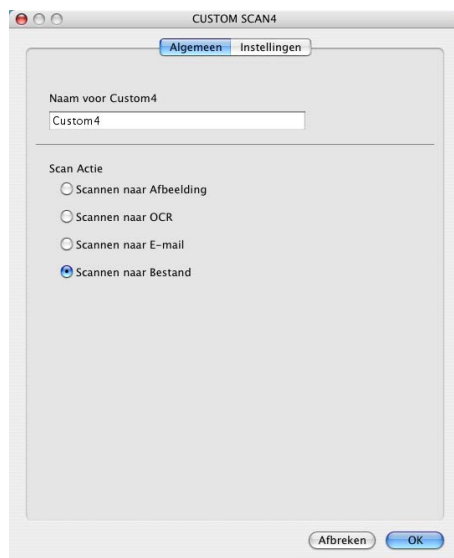 CUSTOM SCAN4
Algemeen Instellingen
Naam voor Custom4
Custom4
Scan Actie
Scannen naar Afbeelding
Scannen naar OCR
Scannen naar E-mail
Scannen naar Bestand
Afbreken OK